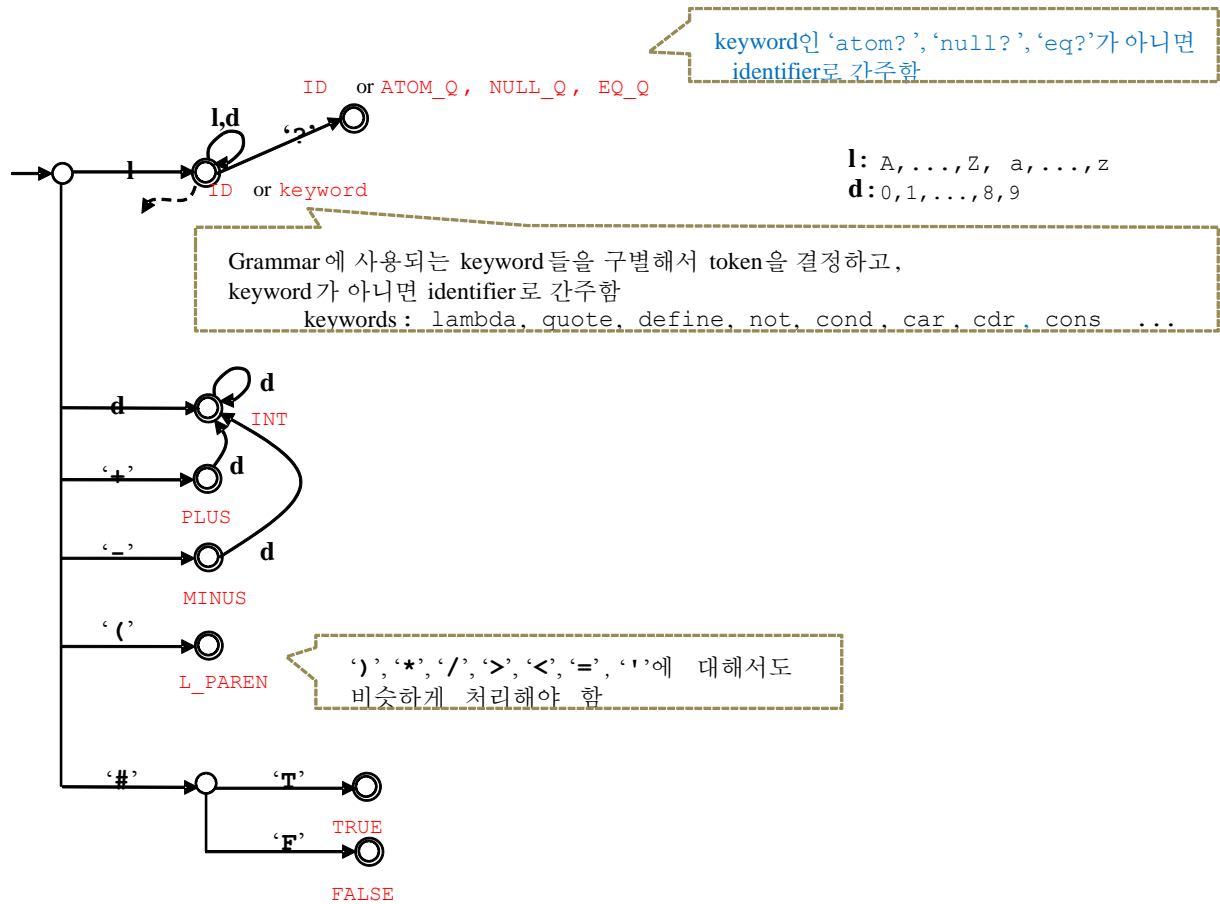 keyword인 ‘atom?’, ‘null?’, ‘eq?’가 아니면
identifier로 간주함
ID or ATOM_Q, NULL_Q, EQ_Q
l,d
‘?’
l
ID or keyword
l: A,...,Z, a,...,z
d:0,1,...,8,9
Grammar에 사용되는 keyword들을 구별해서 token을 결정하고,
keyword가 아니면 identifier로 간주함
keywords: lambda, quote, define, not, cond, car, cdr, cons ...
d
d
INT
‘+’
d
PLUS
‘-’
d
MINUS
‘(’
L_PAREN
‘)’, ‘*’, ‘/’, ‘>’, ‘<’, ‘=’, ‘'’에 대해서도
비슷하게 처리해야 함
‘#’
‘T’
TRUE
‘F’
FALSE